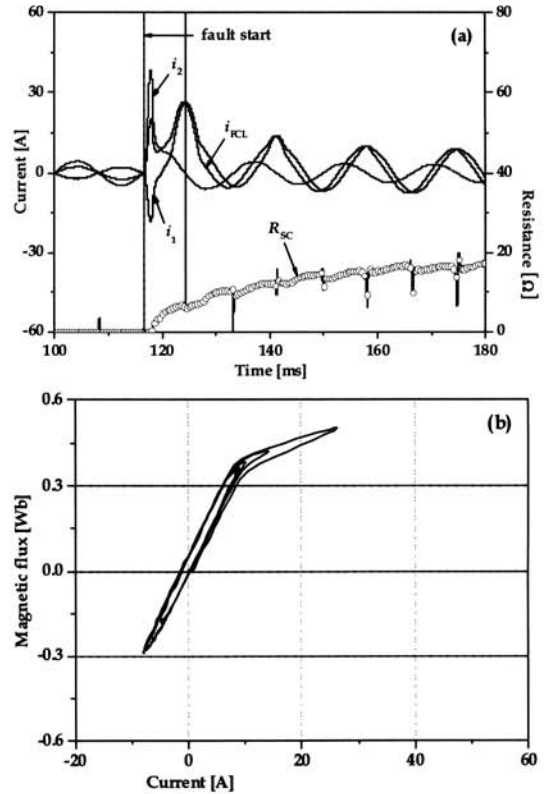 60
80
fault start
(a)
i2
30
60
iFCL
Current [A]
0
40
Resistance [Ω]
i1
-30
RSC
20
-60
0
100
120
140
160
180
Time [ms]
0.6
(b)
Magnetic flux [Wb]
0.3
0.0
-0.3
-0.6
-20
0
20
40
60
Current [A]